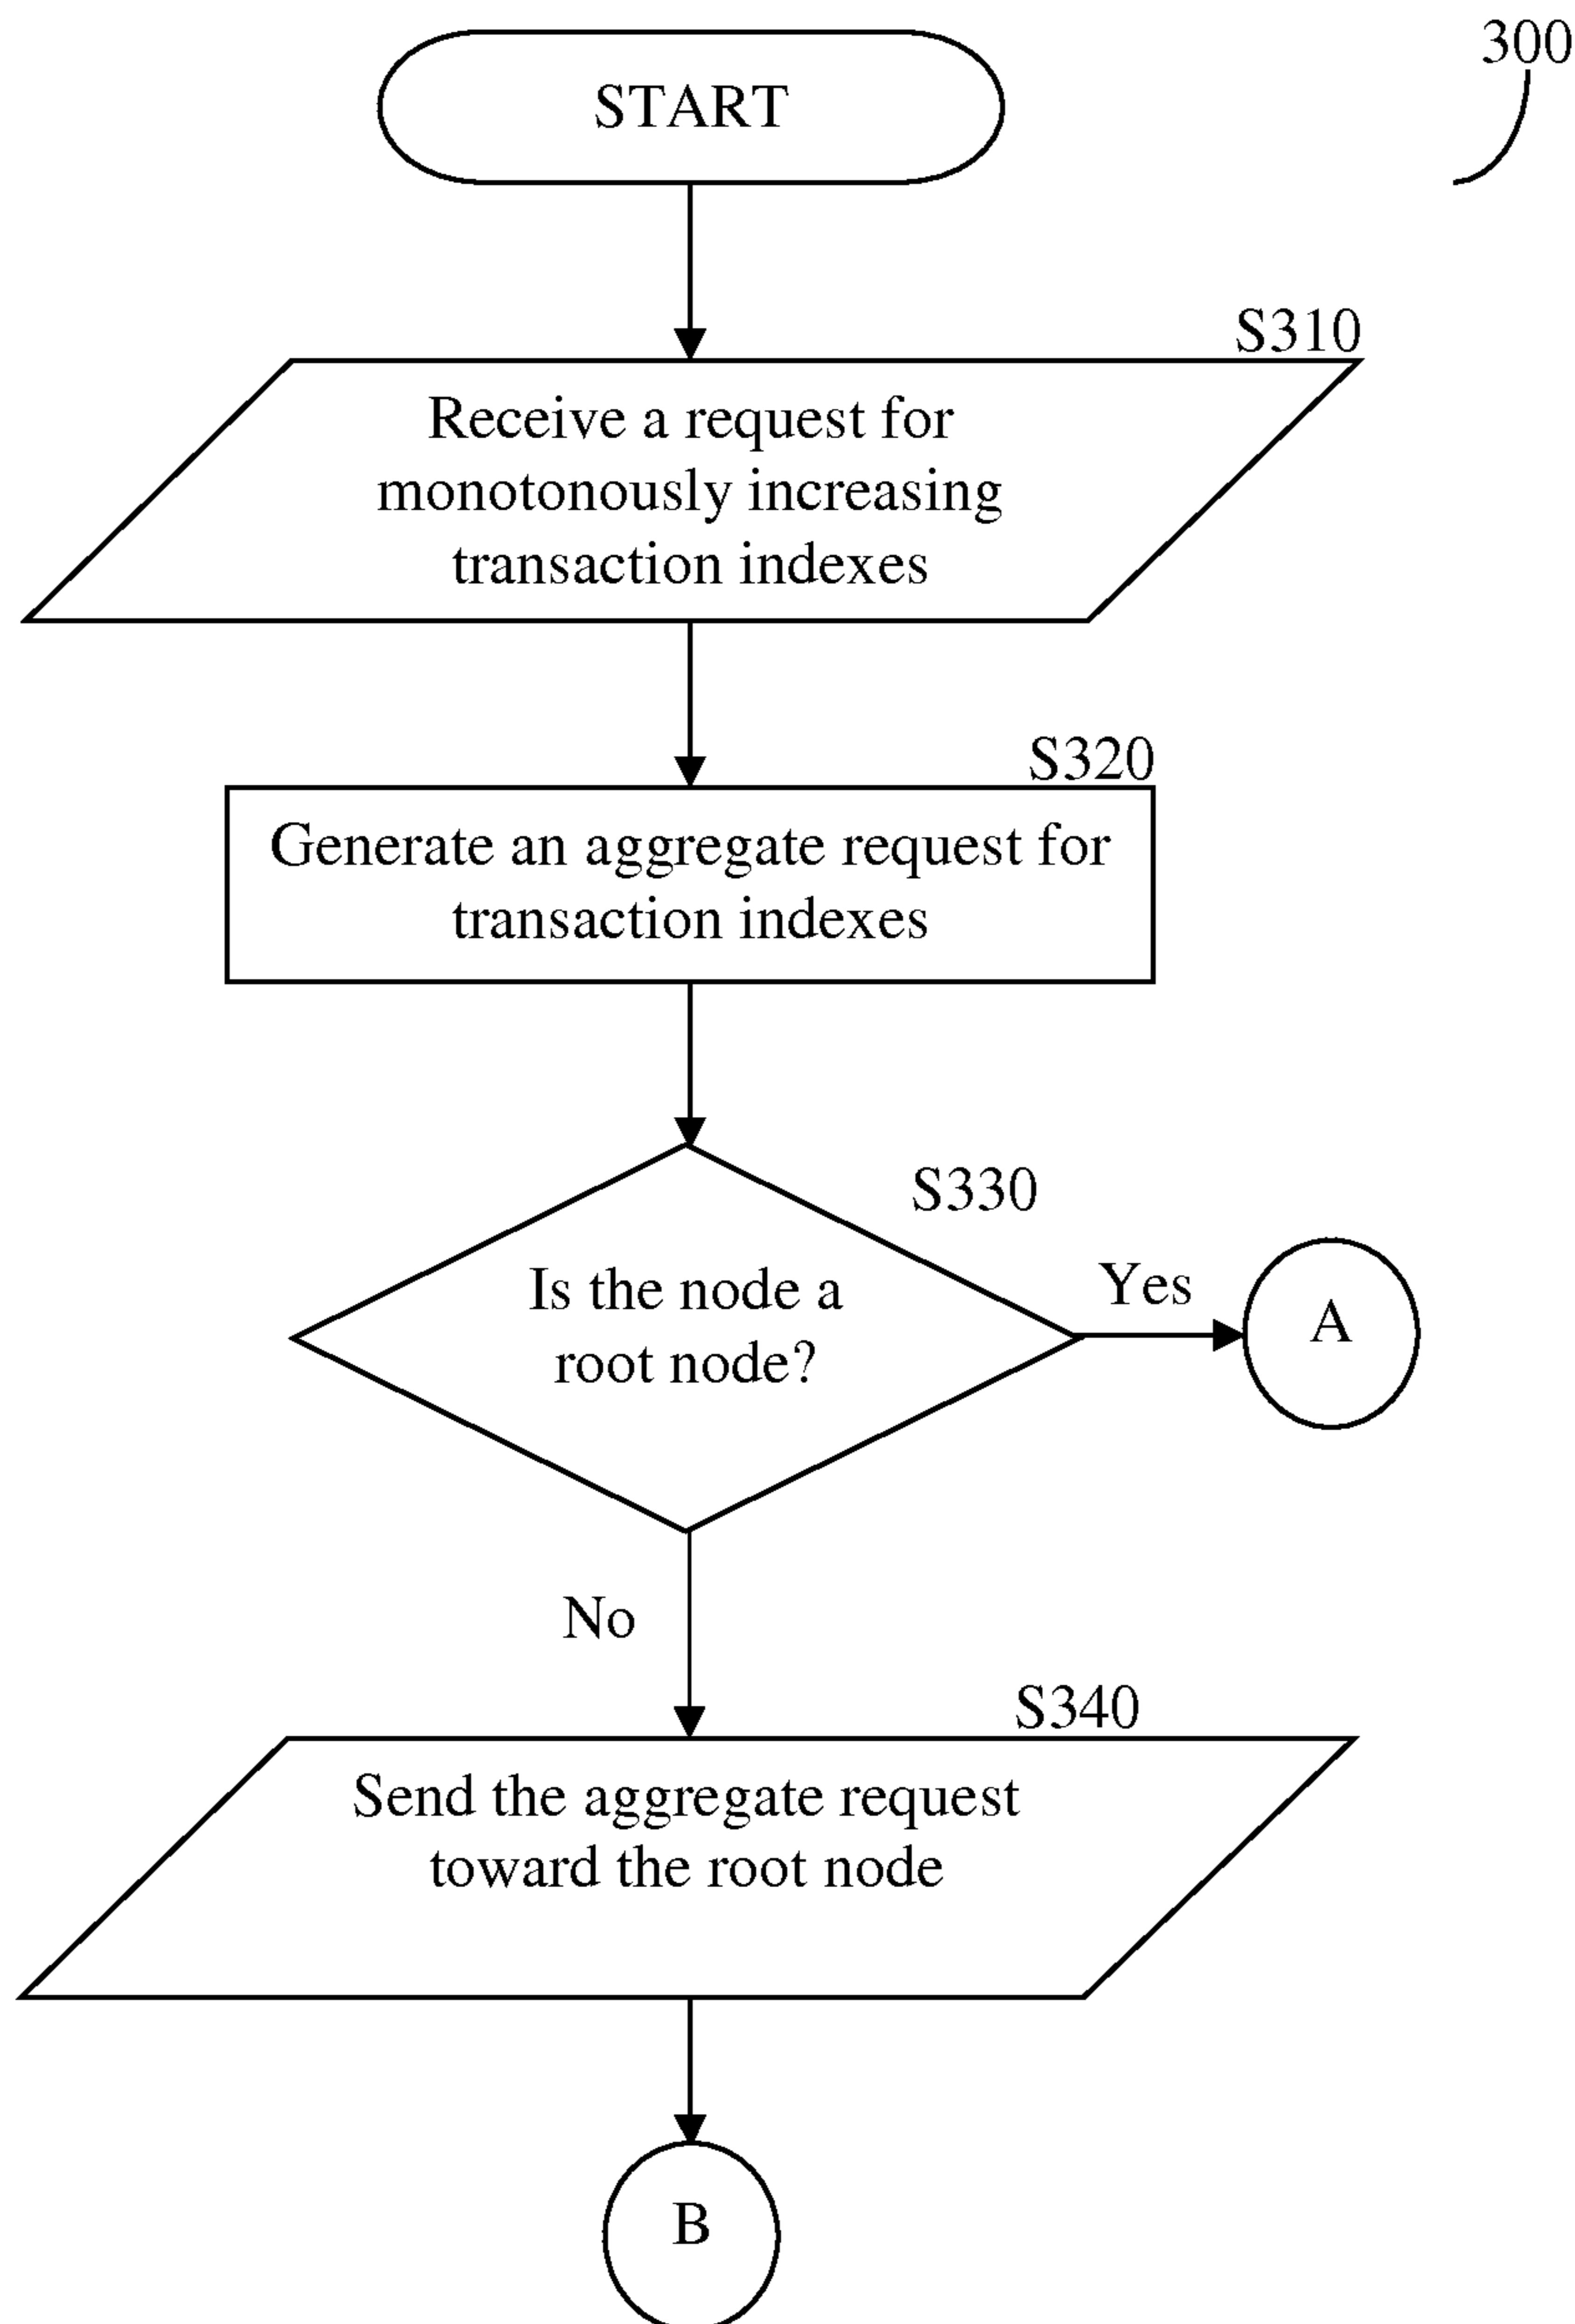 300
START
S310
Receive a request for
monotonously increasing
transaction indexes
S320
Generate an aggregate request for
transaction indexes
S330
Is the node a
root node?
Yes
A
No
S340
Send the aggregate request
toward the root node
B